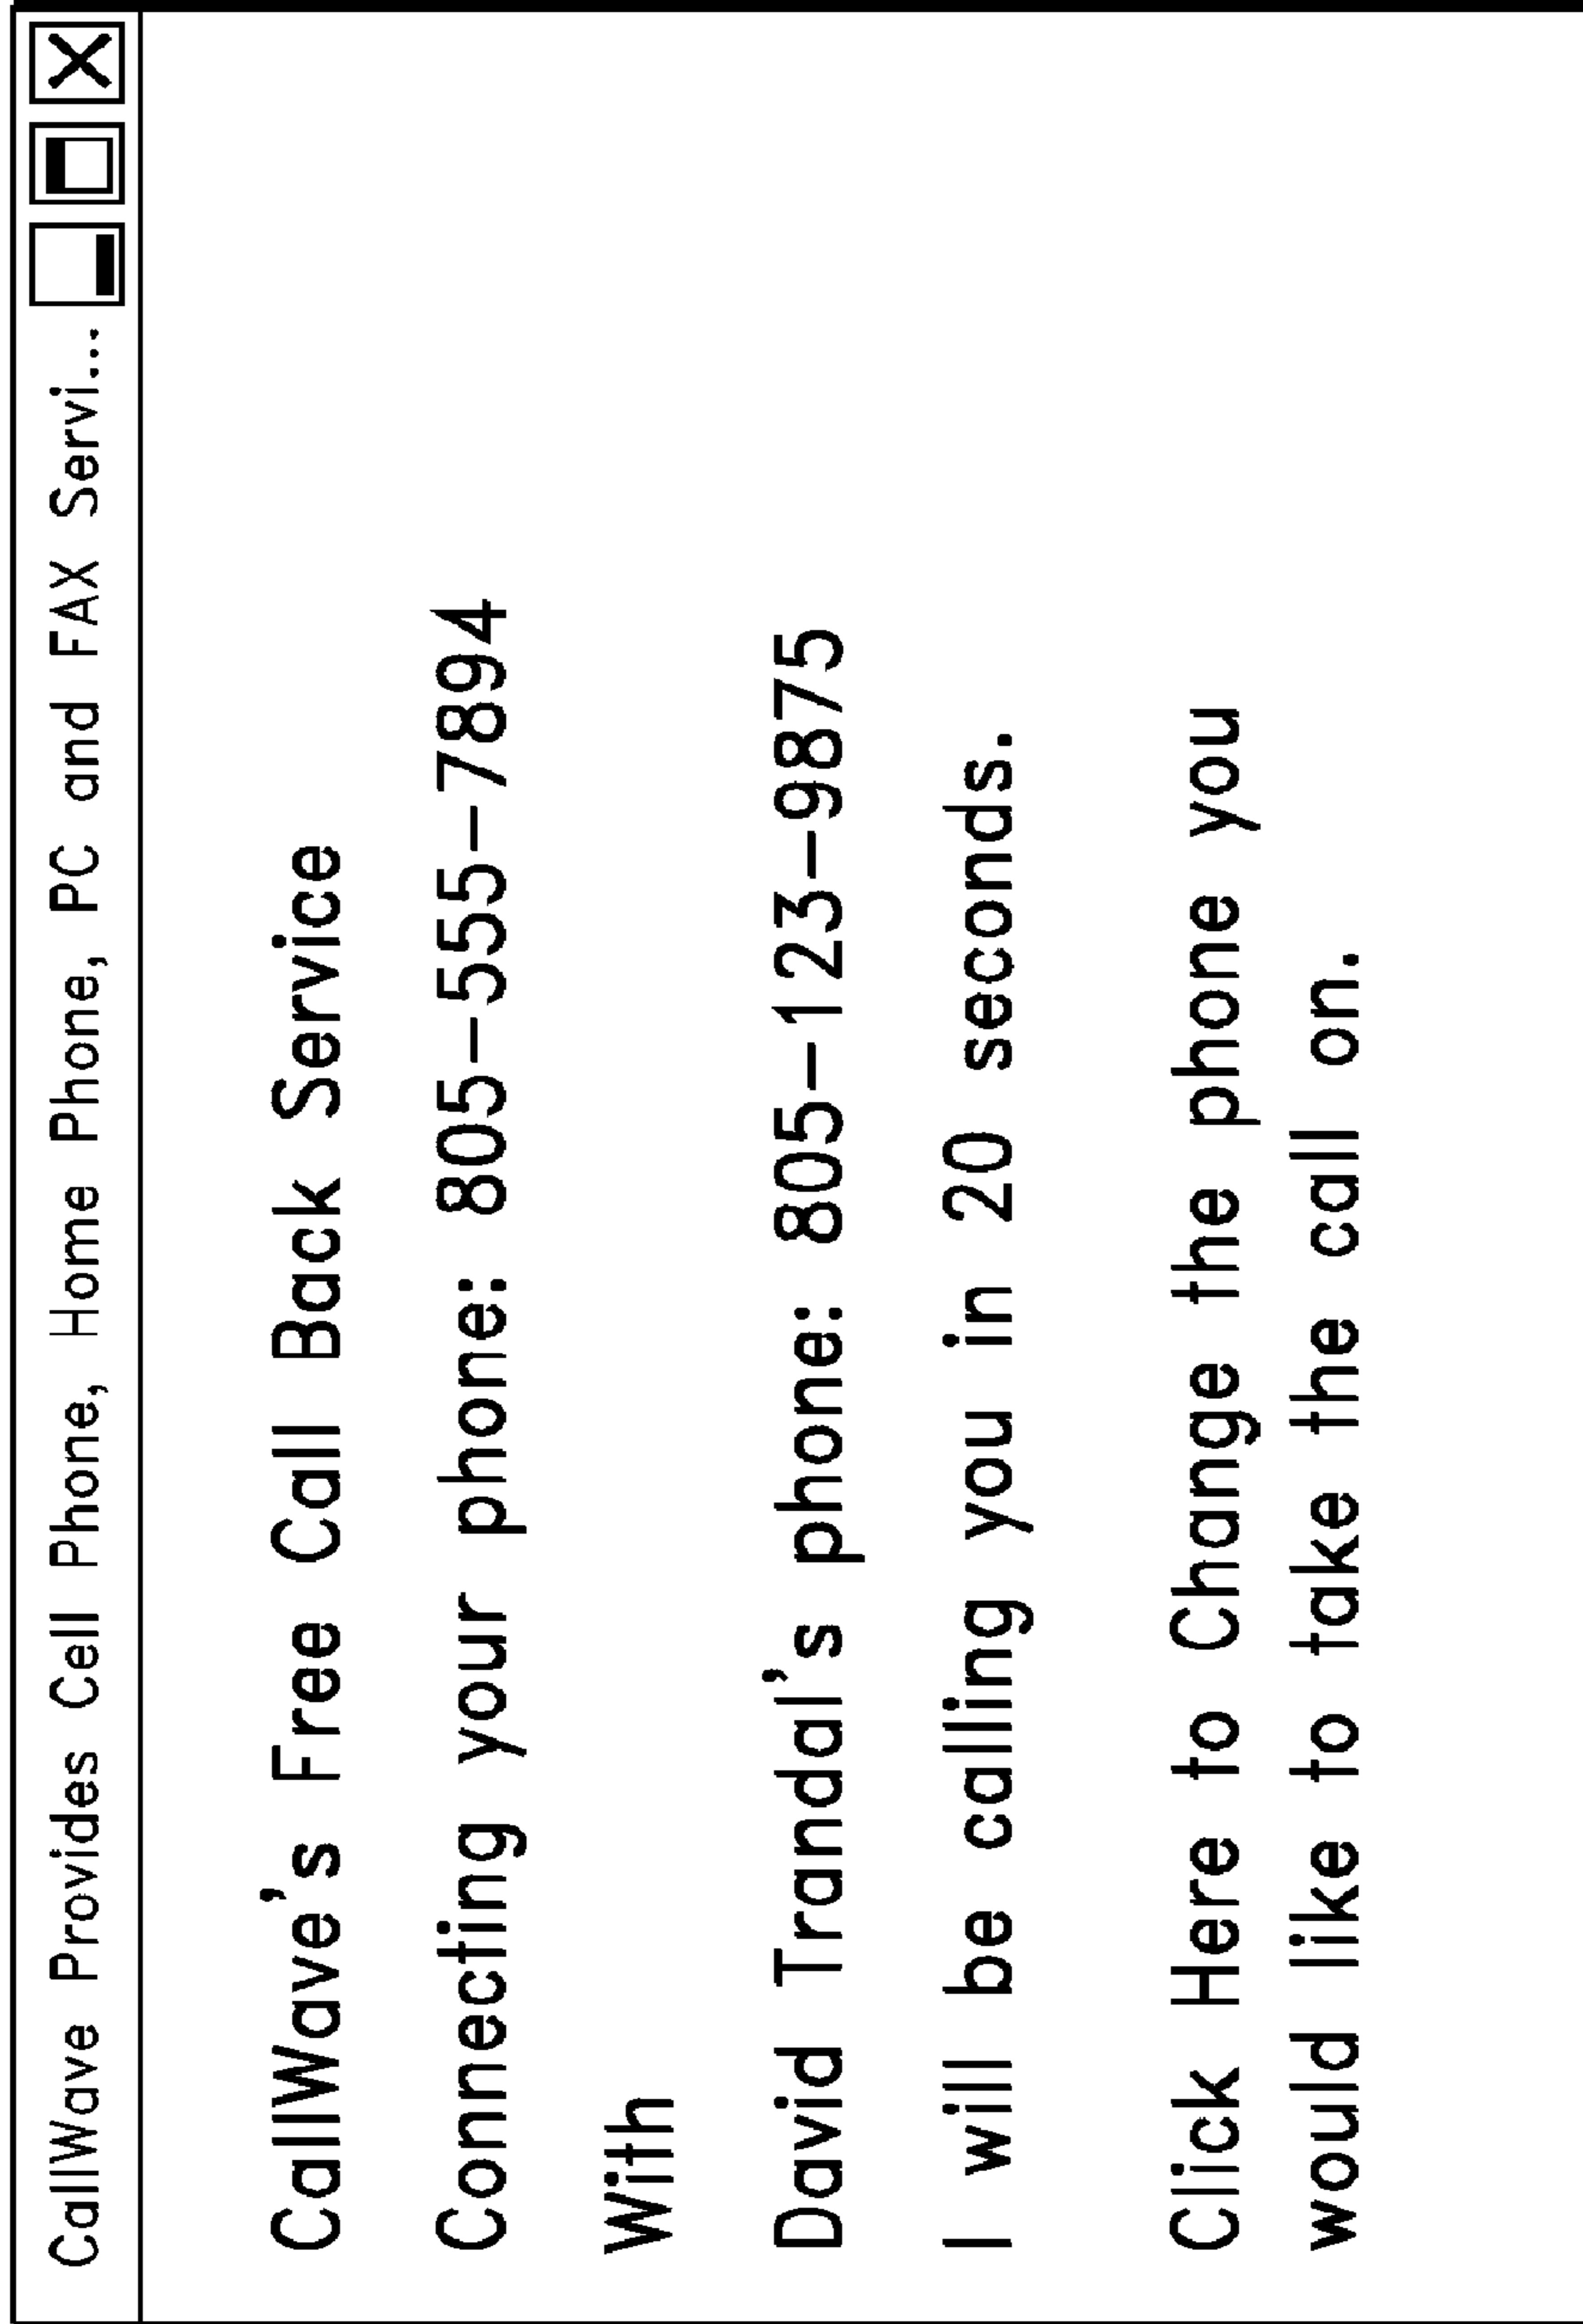 CallWave Provides Cell Phone, Home Phone, PC and FAX Servi...
CallWave's Free Call Back Service
Connecting your phone: 805-555-7894
With
David Trandal's phone: 805-123-9875
I will be calling you in 20 seconds.
Click Here to Change the phone you
would like to take the call on.